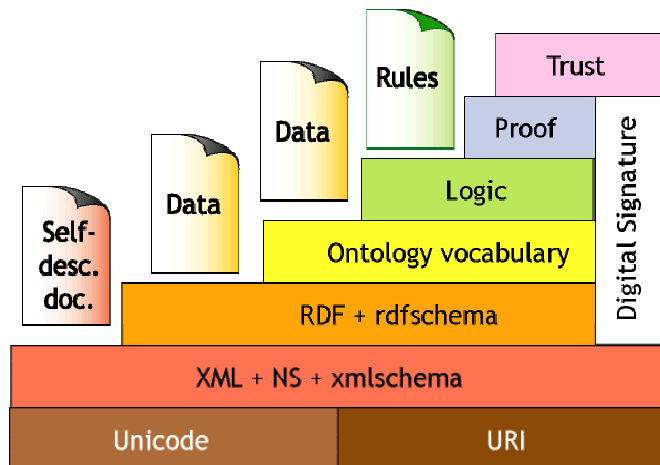 Rules
Trust
Data
Proof
Digital Signature
Data
Logic
Self-
desc.
doc.
Ontology vocabulary
RDF + rdfschema
XML + NS + xmlschema
Unicode
URI